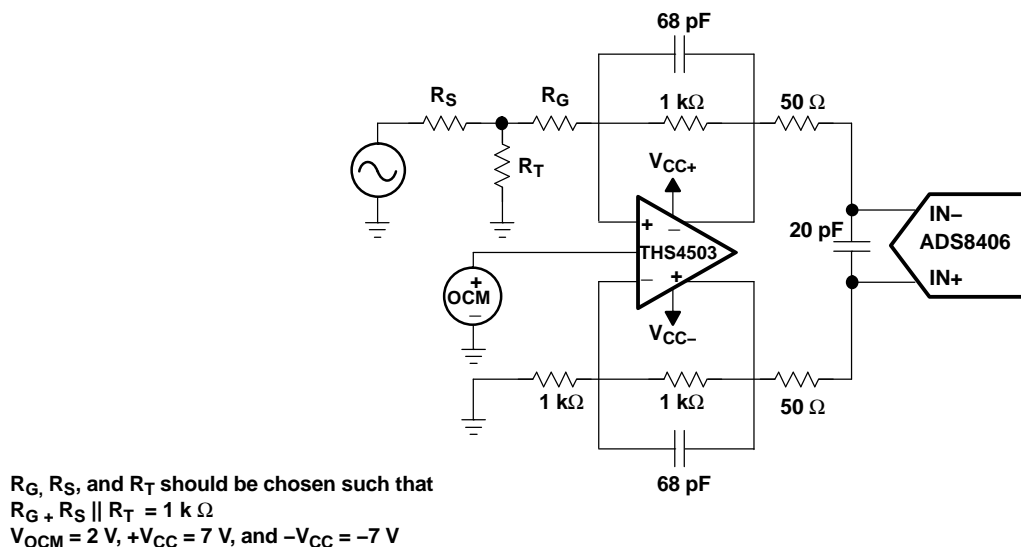 68 pF
R_S
R_G
1 kΩ
50 Ω
R_T
V_CC+
IN−
20 pF
ADS8406
IN+
+
−
THS4503
−
+
+
OCM
−
V_CC−
1 kΩ
1 kΩ
50 Ω
68 pF
R_G, R_S, and R_T should be chosen such that
R_G + R_S || R_T = 1 k Ω
V_OCM = 2 V, +V_CC = 7 V, and −V_CC = −7 V